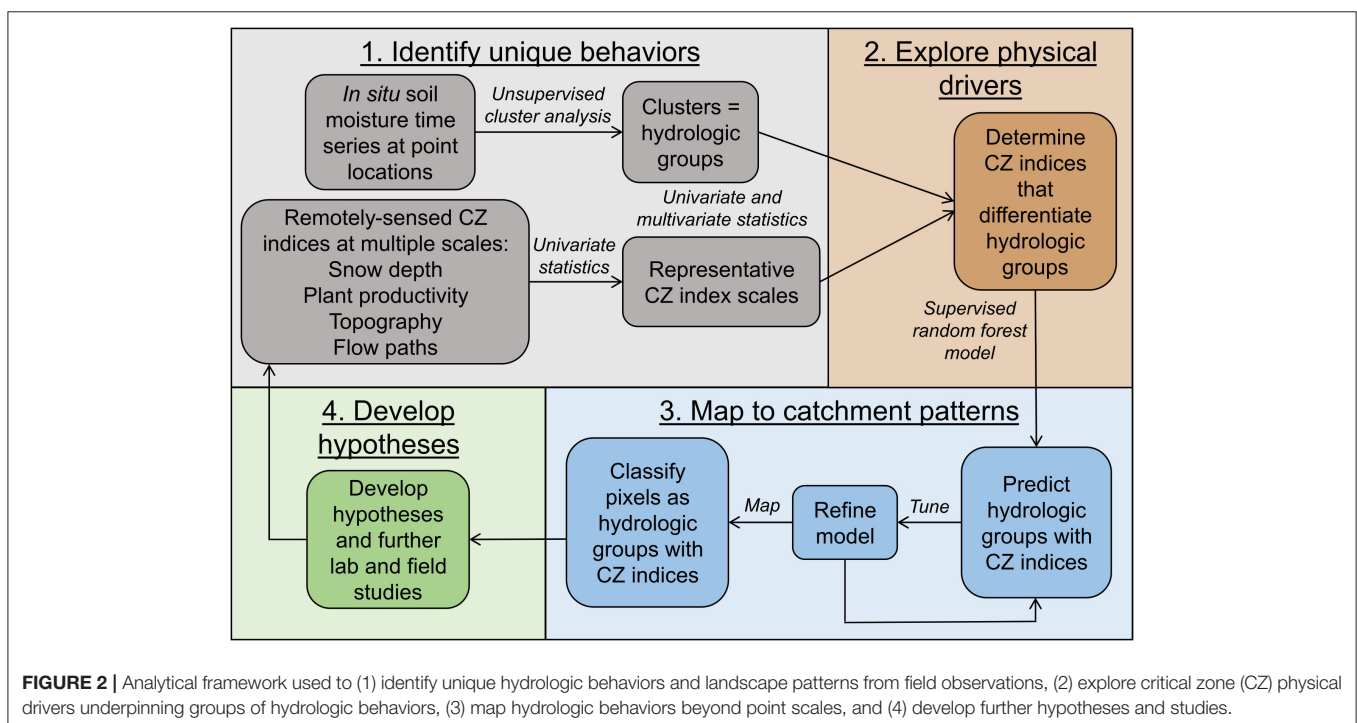 1. Identify unique behaviors
In situ soil
moisture time
series at point
locations
Unsupervised
cluster analysis
Clusters =
hydrologic
groups
Remotely-sensed CZ
indices at multiple scales:
Snow depth
Plant productivity
Topography
Flow paths
Univariate
statistics
Representative
CZ index scales
Univariate and
multivariate statistics
2. Explore physical
drivers
Determine
CZ indices
that
differentiate
hydrologic
groups
Supervised
random forest
model
3. Map to catchment patterns
Predict
hydrologic
groups with
CZ indices
Tune
Refine
model
Map
Classify
pixels as
hydrologic
groups with
CZ indices
4. Develop
hypotheses
Develop
hypotheses
and further
lab and field
studies
FIGURE 2 | Analytical framework used to (1) identify unique hydrologic behaviors and landscape patterns from field observations, (2) explore critical zone (CZ) physical
drivers underpinning groups of hydrologic behaviors, (3) map hydrologic behaviors beyond point scales, and (4) develop further hypotheses and studies.